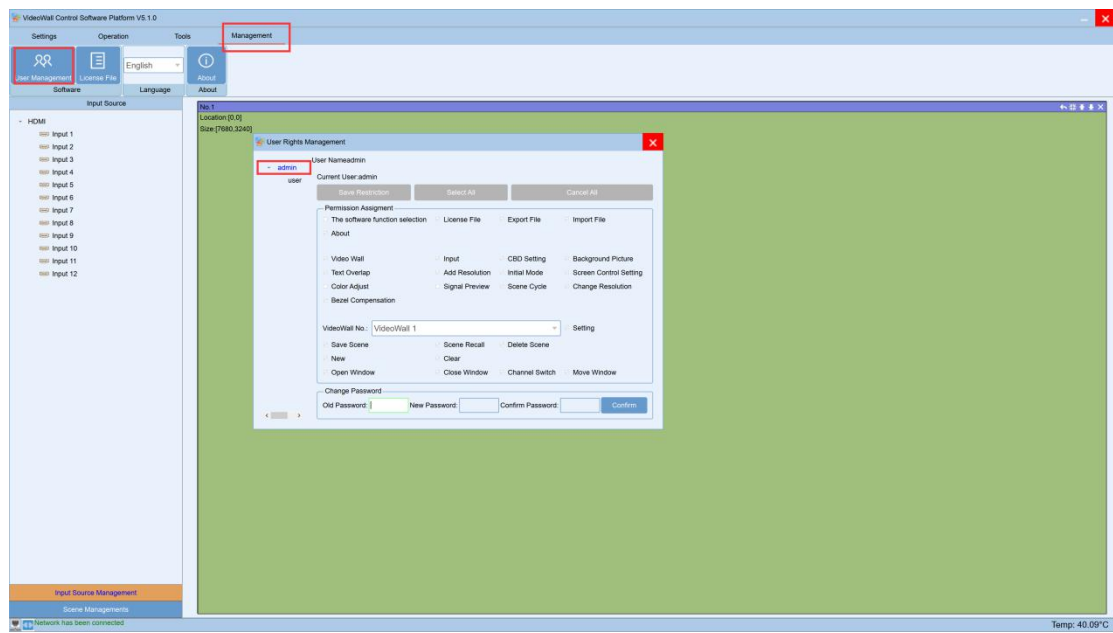 VideoWall Control Software Platform V5.1.0
Settings Operation Tools Management
User Management License File English About
Software Language About
Input Source
HDMI
Input 1
Input 2
Input 3
Input 4
Input 5
Input 6
Input 7
Input 8
Input 9
Input 10
Input 11
Input 12
No.1
Location:[0,0]
Size:[7680,3240]
User Rights Management
admin
user
User Nameadmin
Current User:admin
Save Restriction Select All Cancel All
Permission Assigment
The software function selection License File Export File Import File
About
Video Wall Input CBD Setting Background Picture
Text Overlap Add Resolution Initial Mode Screen Control Setting
Color Adjust Signal Preview Scene Cycle Change Resolution
Bezel Compensation
VideoWall No.: VideoWall 1 Setting
Save Scene Scene Recall Delete Scene
New Clear
Open Window Close Window Channel Switch Move Window
Change Password
Old Password: New Password: Confirm Password: Confirm
Input Source Management
Scene Managements
Network has been connected
Temp: 40.09°C